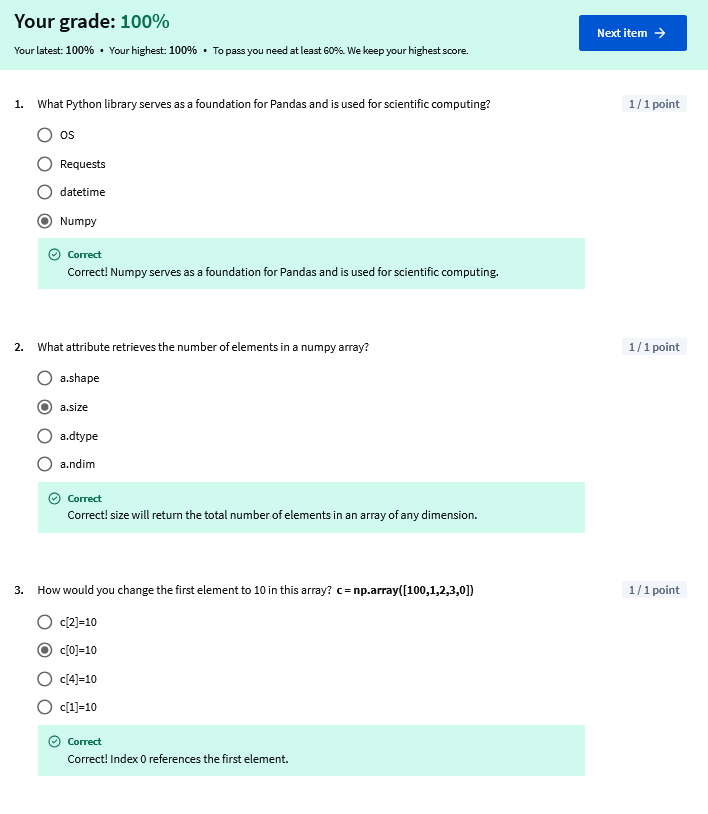 Your grade: 100%
Next item →
Your latest: 100% • Your highest: 100% • To pass you need at least 60%. We keep your highest score.
1. What Python library serves as a foundation for Pandas and is used for scientific computing? 1 / 1 point
OS
Requests
datetime
Numpy
Correct
Correct! Numpy serves as a foundation for Pandas and is used for scientific computing.
2. What attribute retrieves the number of elements in a numpy array? 1 / 1 point
a.shape
a.size
a.dtype
a.ndim
Correct
Correct! size will return the total number of elements in an array of any dimension.
3. How would you change the first element to 10 in this array? c = np.array([100,1,2,3,0]) 1 / 1 point
c[2]=10
c[0]=10
c[4]=10
c[1]=10
Correct
Correct! Index 0 references the first element.